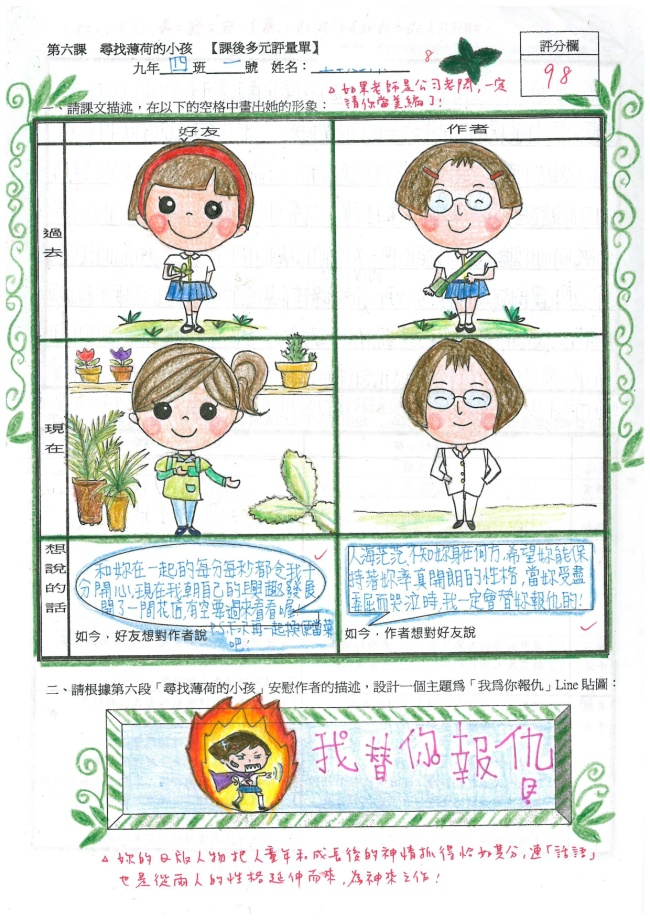 第六課　尋找薄荷的小孩　【課後多元評量單】
九年四班一號　姓名：
評分欄
98
8
△如果老師是公司老闆，一定
請你當美編了！
一、請課文描述，在以下的空格中畫出她的形象：
好友
作者
過去
現在
想說的話
和妳在一起的每分每秒都令我十
分開心，現在我朝自己的興趣發展
開了一間花店，有空要過來看看喔！
P.S.下次再一起換便當菜
吧！
如今，好友想對作者說
人海茫茫，不知妳身在何方，希望妳能保
持著妳率真開朗的性格，當妳受盡
委屈而哭泣時，我一定會替妳報仇的！
如今，作者想對好友說
二、請根據第六段「尋找薄荷的小孩」安慰作者的描述，設計一個主題為「我為你報仇」Line 貼圖：
我替你報仇
△妳的Q版人物把人童年和成長後的神情抓得恰如其分，連「話語」
也是從兩人的性格延伸而來，為神來之作！